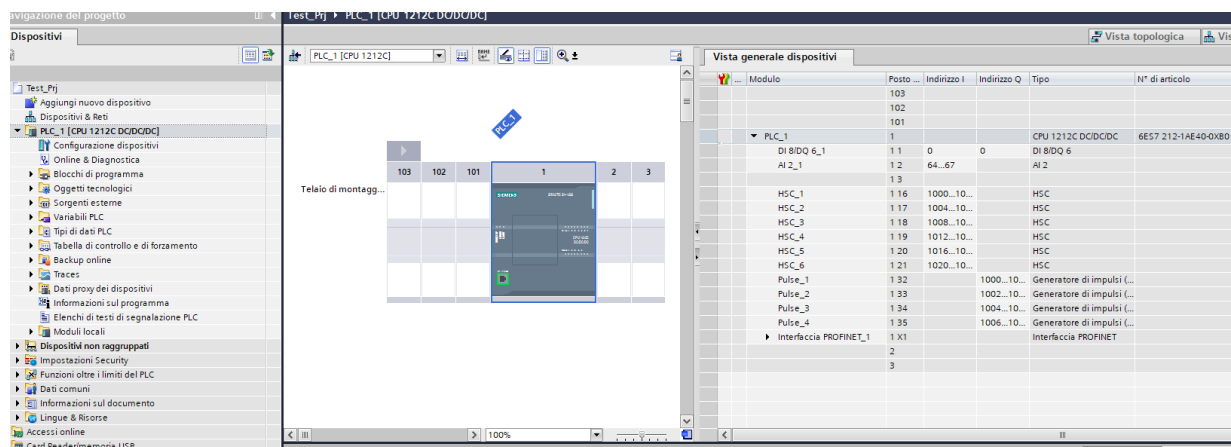 avigazione del progetto
Test_Prj ▸ PLC_1 [CPU 1212C DC/DC/DC]
Dispositivi
Vista topologica
Vis
PLC_1 [CPU 1212C]
Vista generale dispositivi
... Modulo Posto ... Indirizzo I Indirizzo Q Tipo N° di articolo
Test_Prj
Aggiungi nuovo dispositivo
Dispositivi & Reti
PLC_1 [CPU 1212C DC/DC/DC]
Configurazione dispositivi
Online & Diagnostica
Blocchi di programma
Oggetti tecnologici
Sorgenti esterne
Variabili PLC
Tipi di dati PLC
Tabella di controllo e di forzamento
Backup online
Traces
Dati proxy dei dispositivi
Informazioni sul programma
Elenchi di testi di segnalazione PLC
Moduli locali
Dispositivi non raggruppati
Impostazioni Security
Funzioni oltre i limiti del PLC
Dati comuni
Informazioni sul documento
Lingue & Risorse
Accessi online
Card Reader/memoria USB
PLC_1
103 102 101 1 2 3
Telaio di montagg...
SIEMENS
100%
103
102
101
PLC_1 1 CPU 1212C DC/DC/DC 6ES7 212-1AE40-0XB0
DI 8/DQ 6_1 1 1 0 0 DI 8/DQ 6
AI 2_1 1 2 64...67 AI 2
1 3
HSC_1 1 16 1000...10... HSC
HSC_2 1 17 1004...10... HSC
HSC_3 1 18 1008...10... HSC
HSC_4 1 19 1012...10... HSC
HSC_5 1 20 1016...10... HSC
HSC_6 1 21 1020...10... HSC
Pulse_1 1 32 1000...10... Generatore di impulsi (...
Pulse_2 1 33 1002...10... Generatore di impulsi (...
Pulse_3 1 34 1004...10... Generatore di impulsi (...
Pulse_4 1 35 1006...10... Generatore di impulsi (...
Interfaccia PROFINET_1 1 X1 Interfaccia PROFINET
2
3